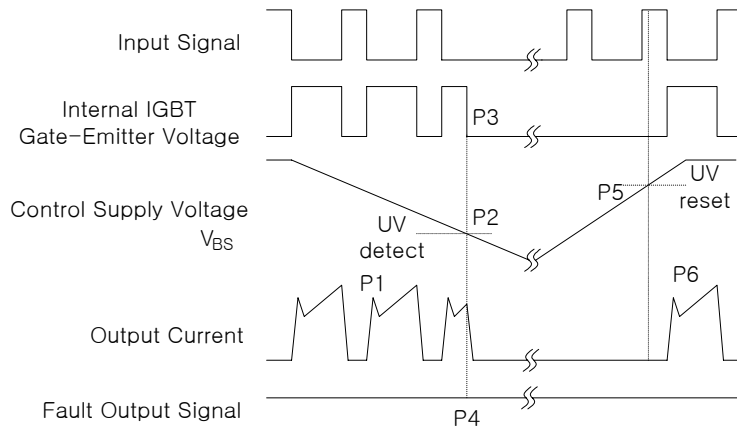 Input Signal
Internal IGBT
Gate-Emitter Voltage
P3
Control Supply Voltage
VBS
UV
detect
P2
P5
UV
reset
P1
P6
Output Current
Fault Output Signal
P4